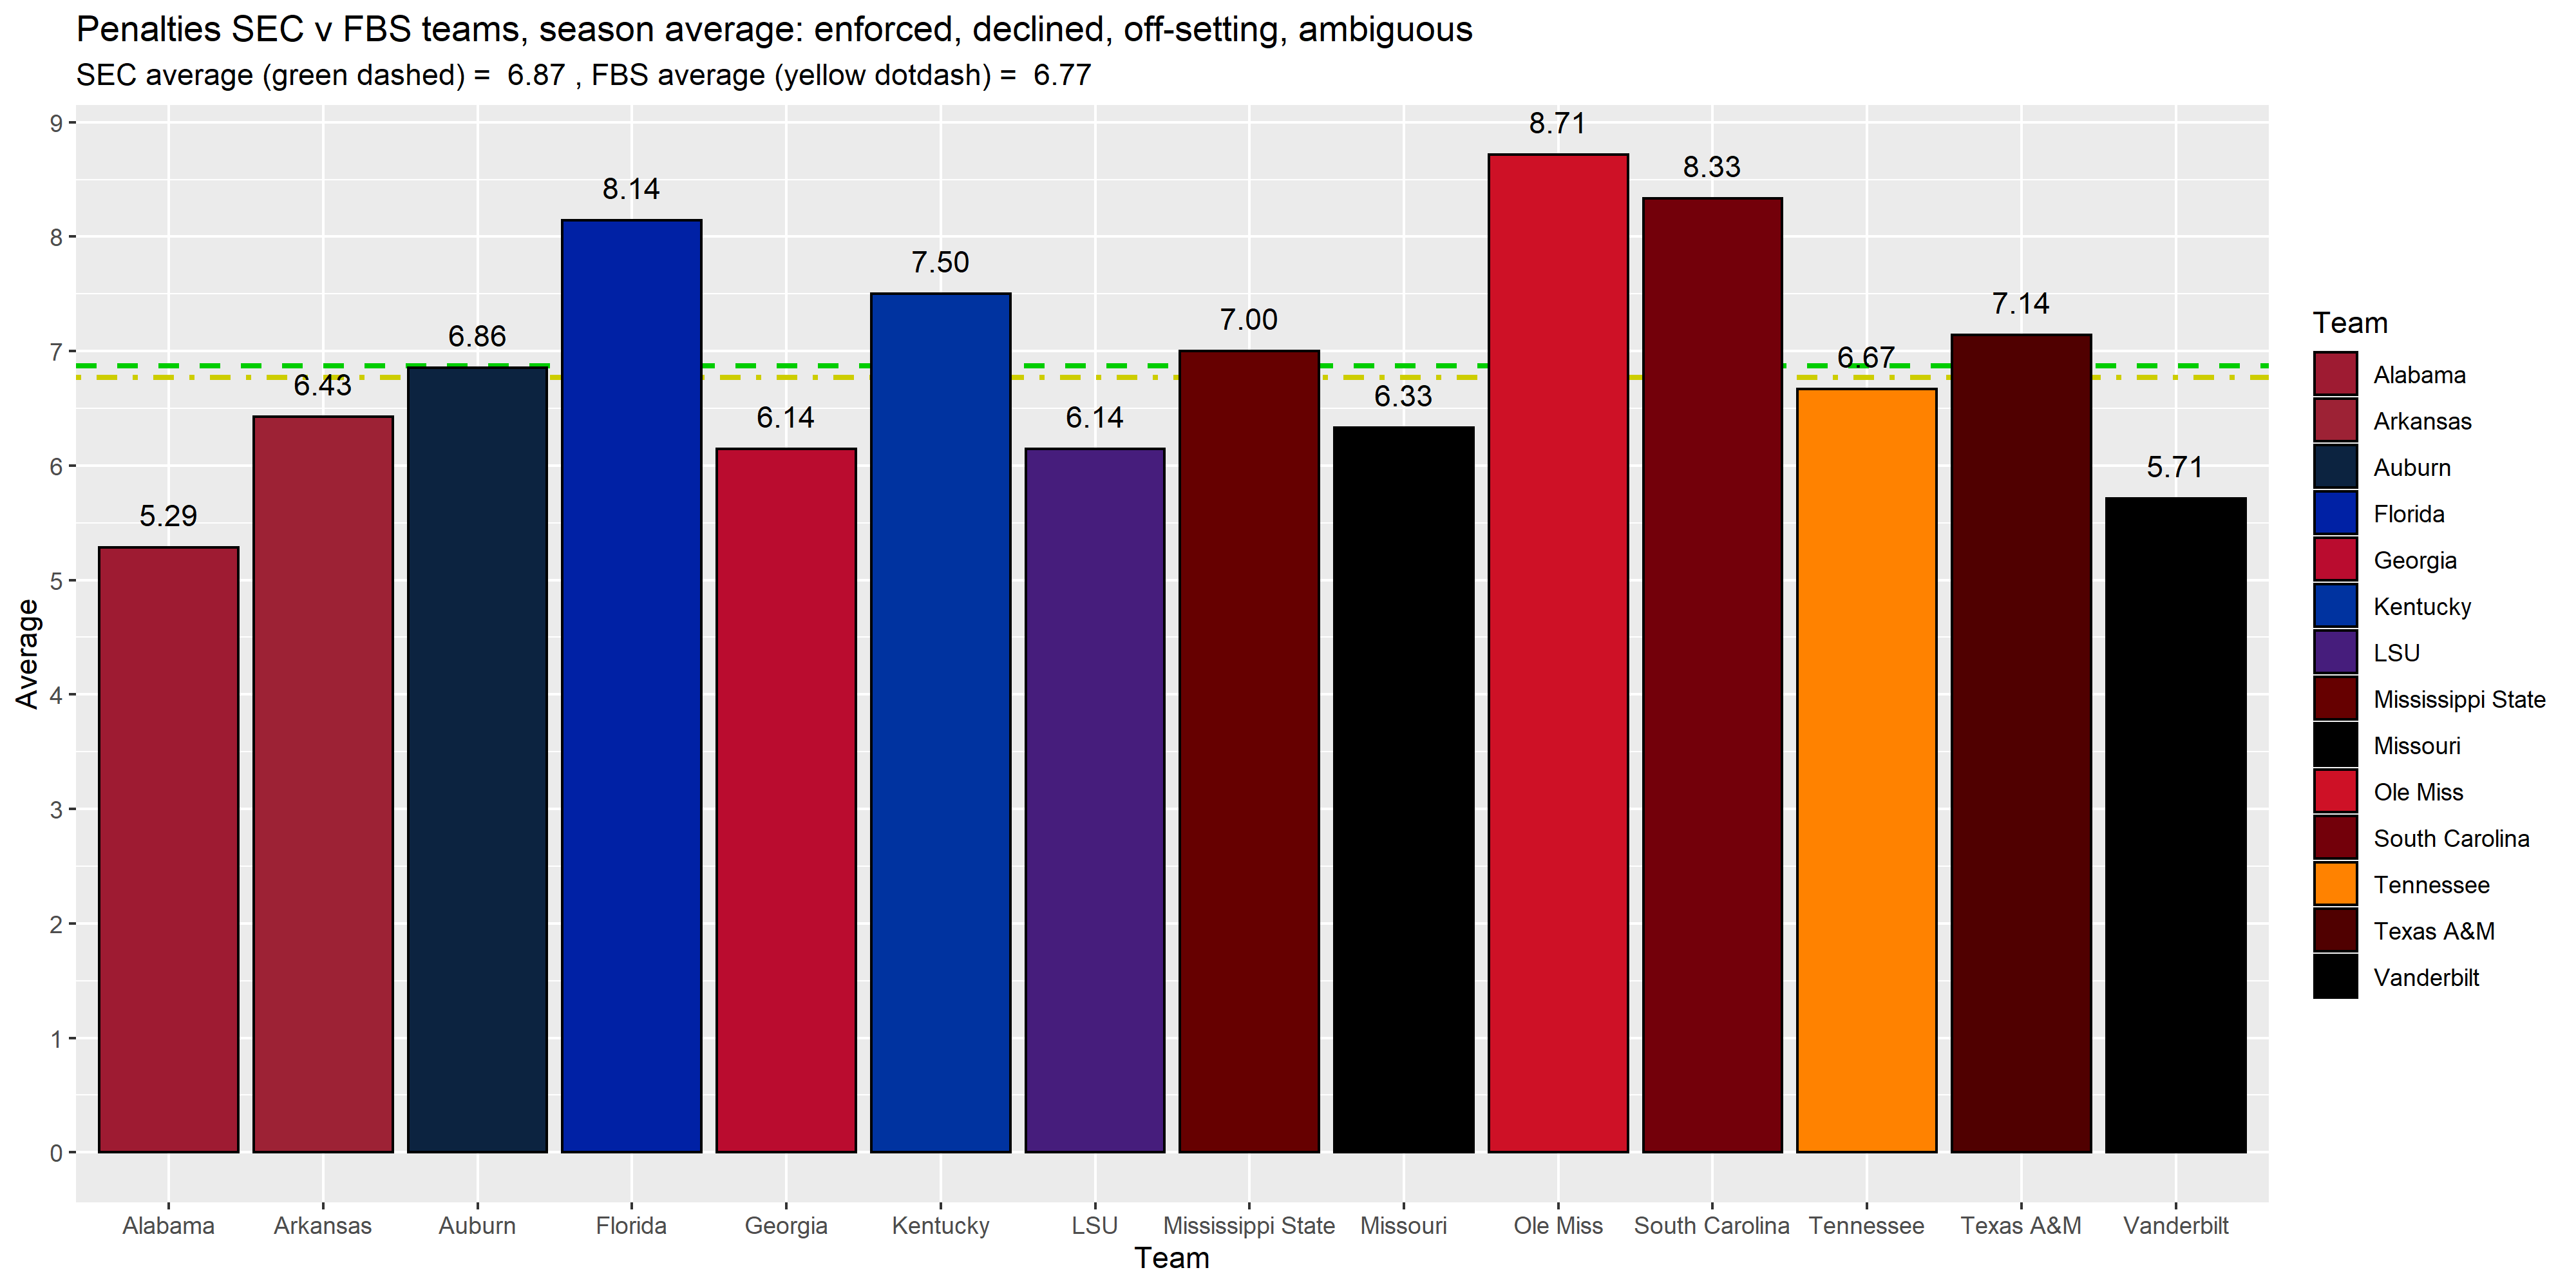 Penalties SEC v FBS teams, season average: enforced, declined, off-setting, ambiguous
SEC average (green dashed) =  6.87 , FBS average (yellow dotdash) =  6.77
Average
9
8
7
6
5
4
3
2
1
0
5.29
6.43
6.86
8.14
6.14
7.50
6.14
7.00
6.33
8.71
8.33
6.67
7.14
5.71
Alabama
Arkansas
Auburn
Florida
Georgia
Kentucky
LSU
Mississippi State
Missouri
Ole Miss
South Carolina
Tennessee
Texas A&M
Vanderbilt
Team
Team
Alabama
Arkansas
Auburn
Florida
Georgia
Kentucky
LSU
Mississippi State
Missouri
Ole Miss
South Carolina
Tennessee
Texas A&M
Vanderbilt